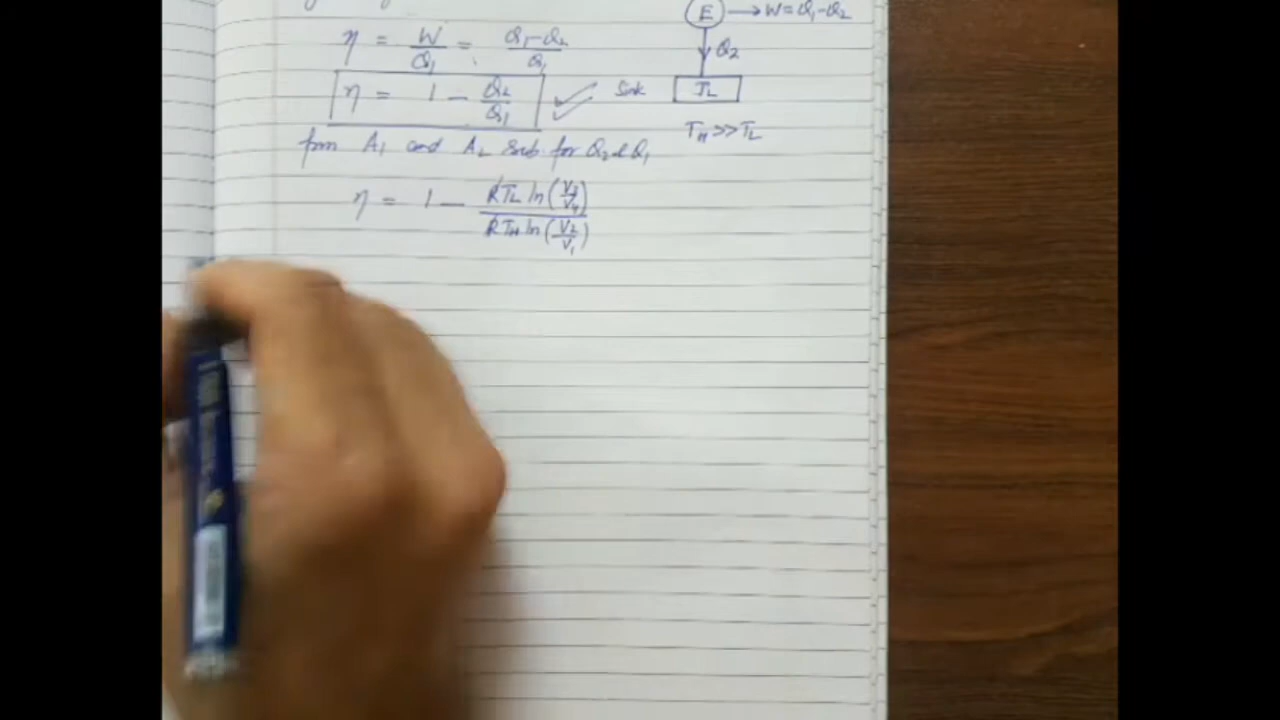 E → W = Q₁ - Q₂
η = W/Q₁ = (Q₁ - Q₂)/Q₁
Q₂
η = 1 - Q₂/Q₁
Sink
TL
TH >> TL
from A₁ and A₂ sub for Q₂ & Q₁
η = 1 - RTL ln(V₃/V₄) / RTH ln(V₂/V₁)